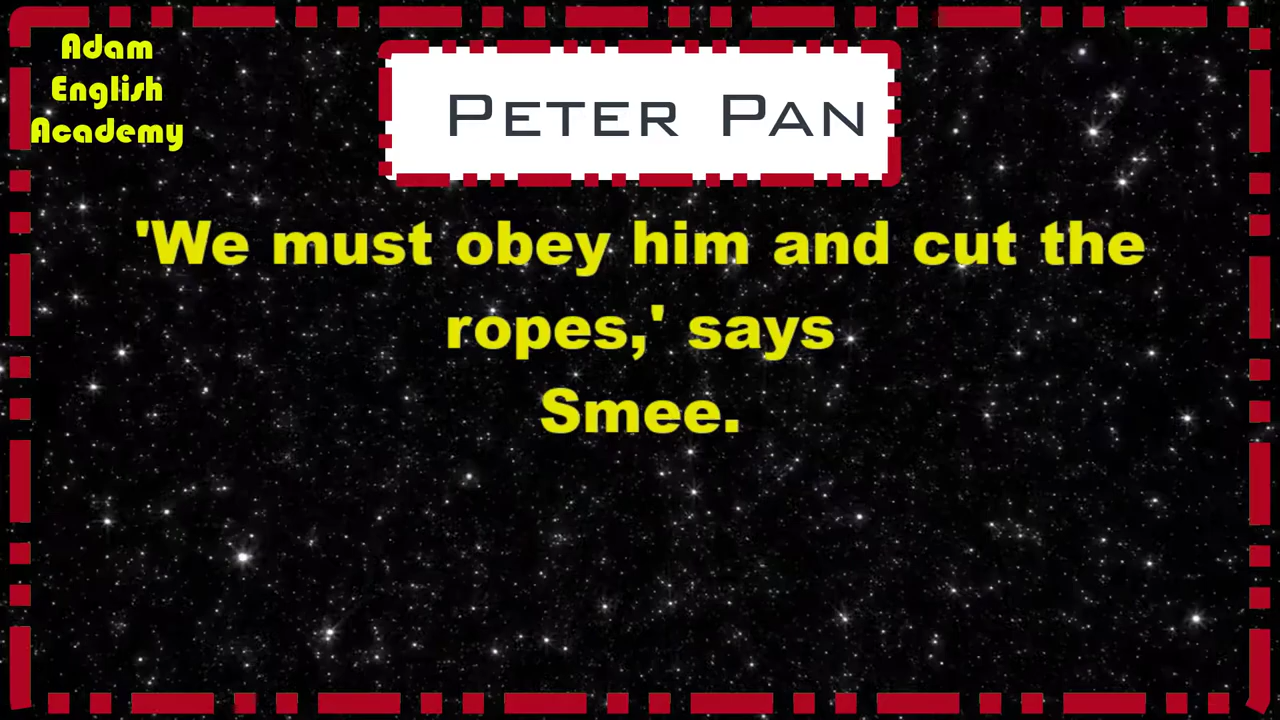 Adam
English
Academy
PETER PAN
'We must obey him and cut the
ropes,' says
Smee.